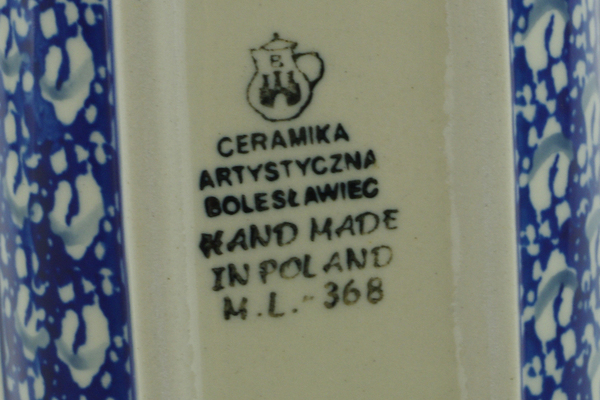 B
CERAMIKA
ARTYSTYCZNA
BOLESŁAWIEC
HAND MADE
IN POLAND
M.L.-368